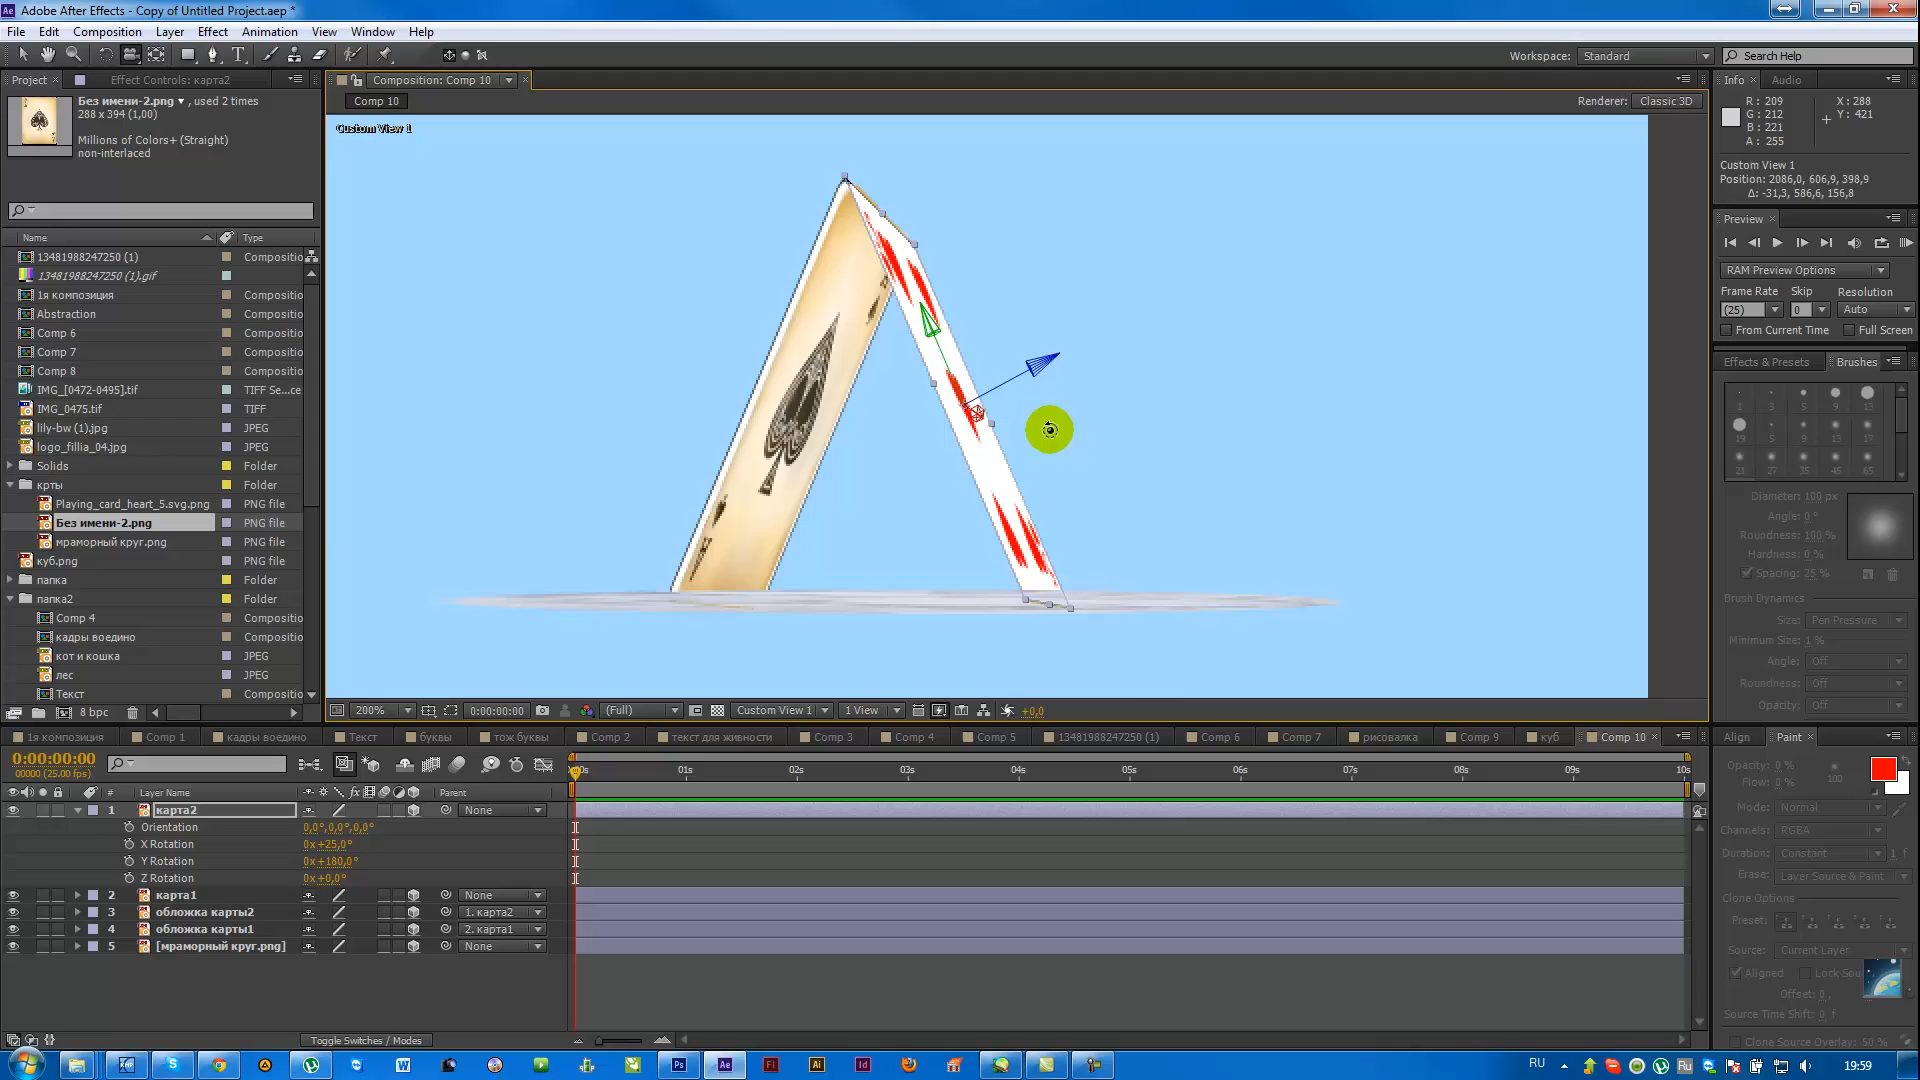 Adobe After Effects - Copy of Untitled Project.aep *
File Edit Composition Layer Effect Animation View Window Help
Workspace: Standard
Search Help
Project
Effect Controls: карта2
Без имени-2.png ▾ , used 2 times
288 x 394 (1,00)
Millions of Colors+ (Straight)
non-interlaced
Name Type
13481988247250 (1) Compositio
13481988247250 (1).gif
1я композиция Compositio
Abstraction Compositio
Comp 6 Compositio
Comp 7 Compositio
Comp 8 Compositio
IMG_[0472-0495].tif TIFF Se...ce
IMG_0475.tif TIFF
lily-bw (1).jpg JPEG
logo_fillia_04.jpg JPEG
Solids Folder
крты Folder
Playing_card_heart_5.svg.png PNG file
Без имени-2.png PNG file
мраморный круг.png PNG file
куб.png PNG file
папка Folder
папка2 Folder
Comp 4 Compositio
кадры воедино Compositio
кот и кошка JPEG
лес JPEG
Текст Compositio
8 bpc
Composition: Comp 10
Comp 10
Renderer: Classic 3D
Custom View 1
200% 0:00:00:00 (Full) Custom View 1 1 View +0,0
Info Audio
R : 209
G : 212
B : 221
A : 255
X : 288
Y : 421
Custom View 1
Position: 2086,0, 606,9, 398,9
Δ: -31,3, 586,6, 156,8
Preview
RAM Preview Options
Frame Rate Skip Resolution
(25) 0 Auto
From Current Time Full Screen
Effects & Presets Brushes
1 3 5 9 13
19 5 9 13 17
21 27 35 45 65
Diameter: 100 px
Angle: 0 °
Roundness: 100 %
Hardness: 0 %
Spacing: 25 %
Brush Dynamics
Size: Pen Pressure
Minimum Size: 1 %
Angle: Off
Roundness: Off
Opacity: Off
1я композиция Comp 1 кадры воедино Текст буквы тож буквы Comp 2 текст для живности Comp 3 Comp 4 Comp 5 13481988247250 (1) Comp 6 Comp 7 рисовалка Comp 9 куб Comp 10
0:00:00:00
00000 (25.00 fps)
# Layer Name Parent
01s 02s 03s 04s 05s 06s 07s 08s 09s 10s
1 карта2 None
Orientation 0,0°,0,0°,0,0°
X Rotation 0x+25,0°
Y Rotation 0x+180,0°
Z Rotation 0x+0,0°
2 карта1 None
3 обложка карты2 1. карта2
4 обложка карты1 2. карта1
5 [мраморный круг.png] None
Toggle Switches / Modes
Align Paint
Opacity: 0 %
Flow: 0 %
100
Mode: Normal
Channels: RGBA
Duration: Constant 1 f
Erase: Layer Source & Paint
Clone Options
Preset:
Source: Current Layer
Aligned Lock Sou
Offset: 0 ,
Source Time Shift: 0 f
Clone Source Overlay: 50 %
RU
19:59